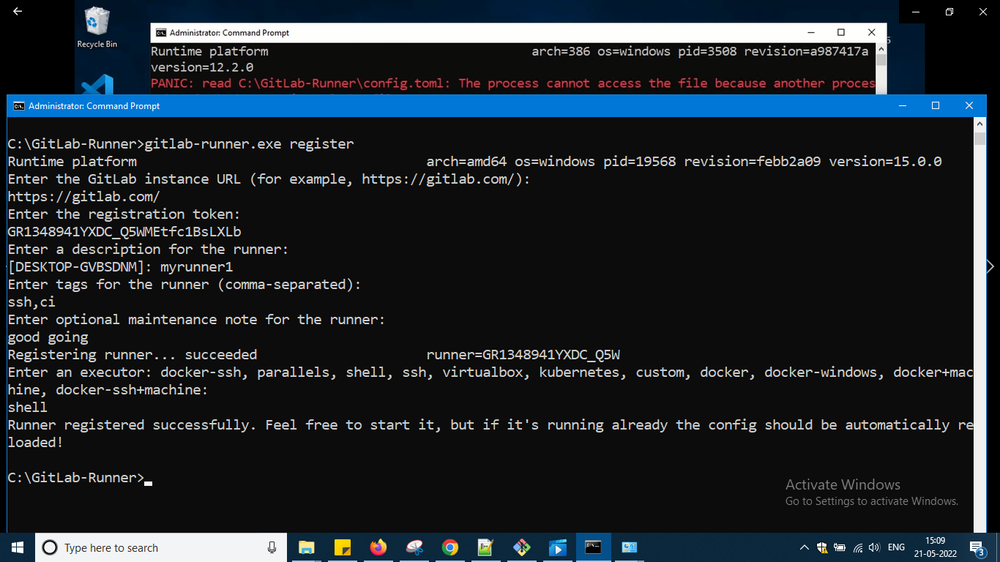 Recycle Bin
Administrator: Command Prompt
Runtime platform arch=386 os=windows pid=3508 revision=a987417a
version=12.2.0
PANIC: read C:\GitLab-Runner\config.toml: The process cannot access the file because another proces
Administrator: Command Prompt
C:\GitLab-Runner>gitlab-runner.exe register
Runtime platform arch=amd64 os=windows pid=19568 revision=febb2a09 version=15.0.0
Enter the GitLab instance URL (for example, https://gitlab.com/):
https://gitlab.com/
Enter the registration token:
GR1348941YXDC_Q5WMEtfc1BsLXLb
Enter a description for the runner:
[DESKTOP-GVBSDNM]: myrunner1
Enter tags for the runner (comma-separated):
ssh,ci
Enter optional maintenance note for the runner:
good going
Registering runner... succeeded runner=GR1348941YXDC_Q5W
Enter an executor: docker-ssh, parallels, shell, ssh, virtualbox, kubernetes, custom, docker, docker-windows, docker+mac
hine, docker-ssh+machine:
shell
Runner registered successfully. Feel free to start it, but if it's running already the config should be automatically re
loaded!
C:\GitLab-Runner>
Activate Windows
Go to Settings to activate Windows.
Type here to search
ENG
15:09
21-05-2022
3